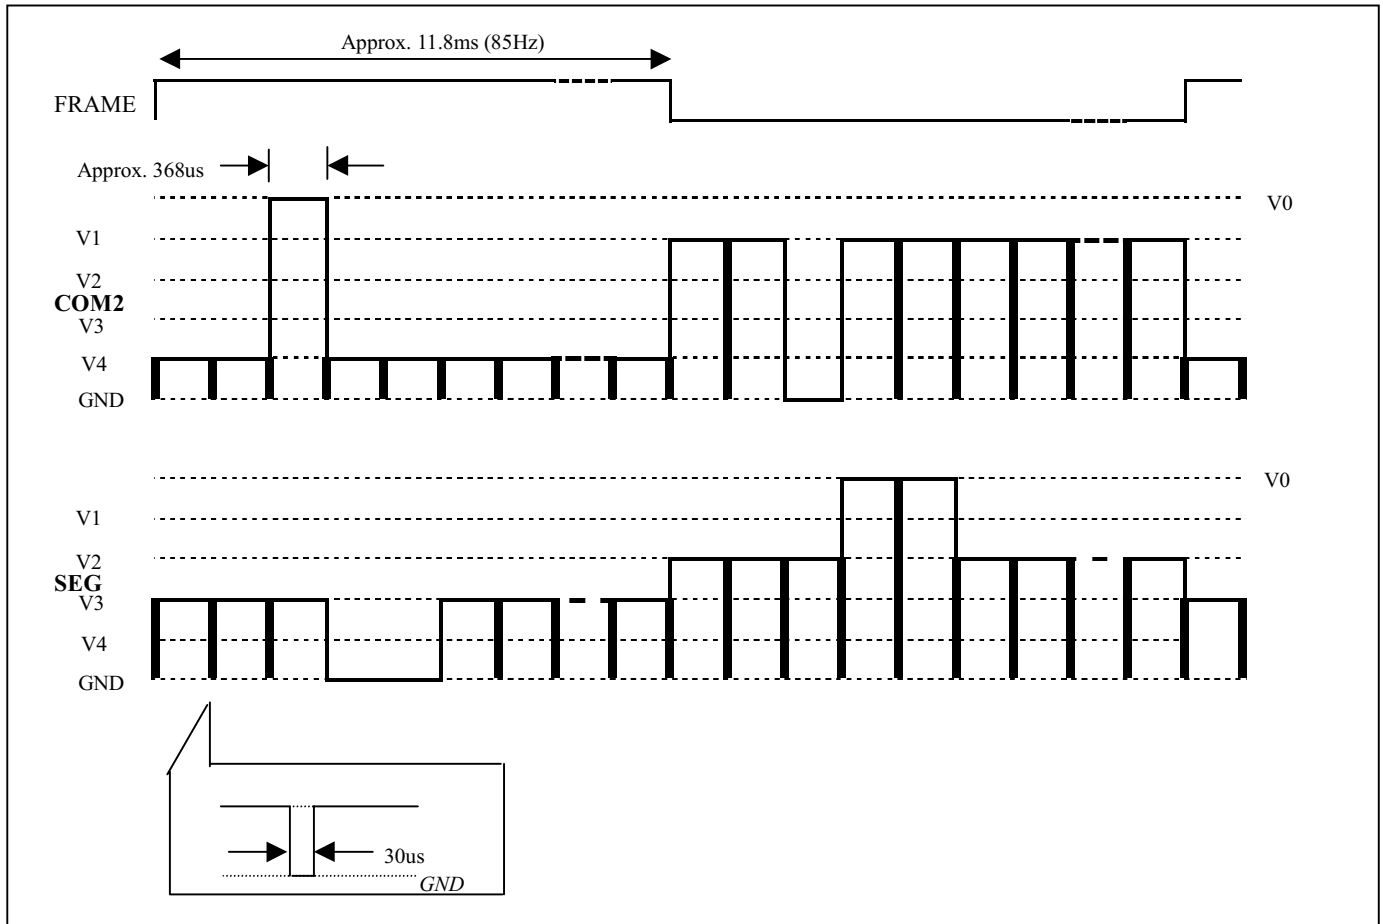 Approx. 11.8ms (85Hz)
FRAME
Approx. 368us
V0
V1
V2
COM2
V3
V4
GND
V0
V1
V2
SEG
V3
V4
GND
30us
GND